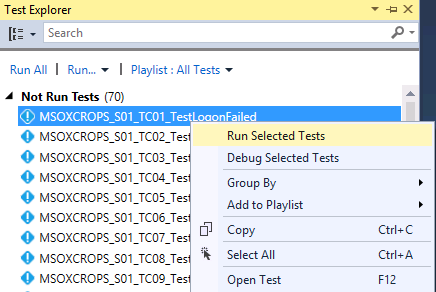 Test Explorer
Search
Run All | Run... | Playlist : All Tests
Not Run Tests (70)
MSOXCROPS_S01_TC01_TestLogonFailed
MSOXCROPS_S01_TC02_Test
MSOXCROPS_S01_TC03_Test
MSOXCROPS_S01_TC04_Test
MSOXCROPS_S01_TC05_Test
MSOXCROPS_S01_TC06_Test
MSOXCROPS_S01_TC07_Test
MSOXCROPS_S01_TC08_Test
MSOXCROPS_S01_TC09_Test
Run Selected Tests
Debug Selected Tests
Group By
Add to Playlist
Copy Ctrl+C
Select All Ctrl+A
Open Test F12